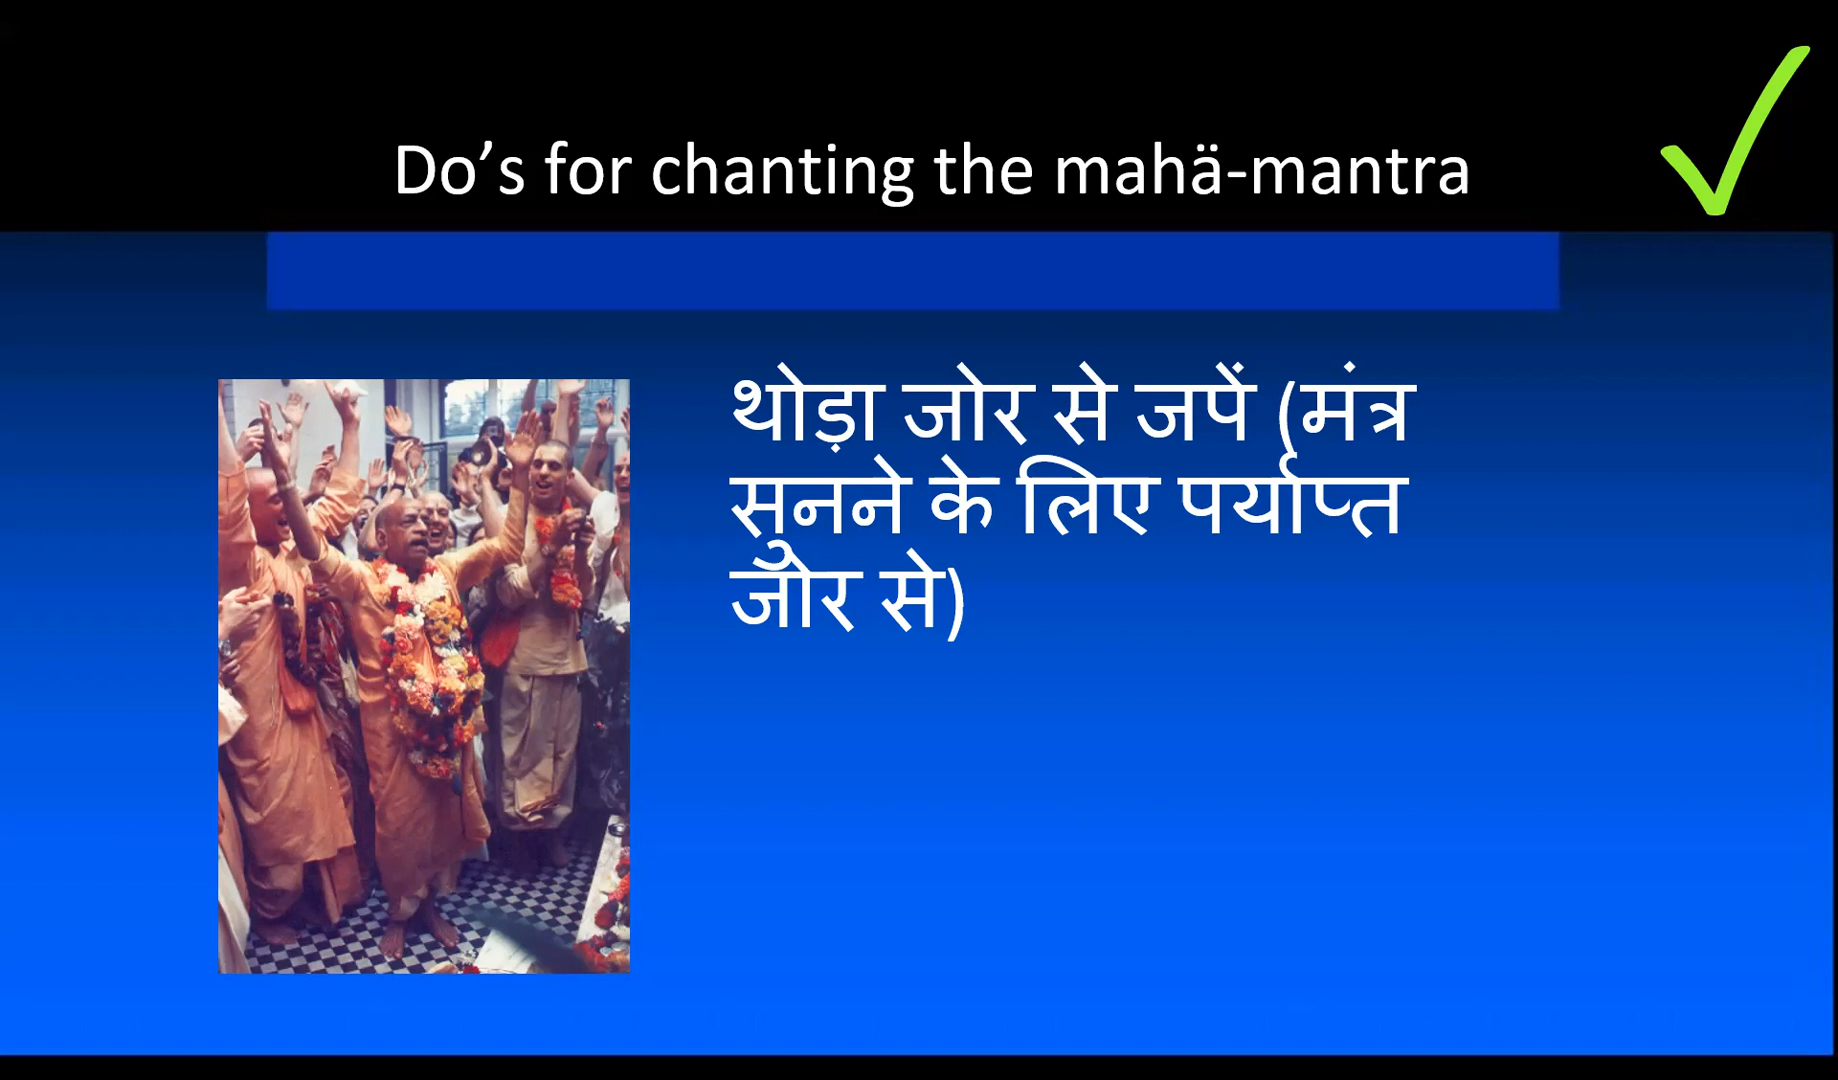 Do’s for chanting the mahä-mantra
थोड़ा जोर से जपें (मंत्र
सुनने के लिए पर्याप्त
जोर से)